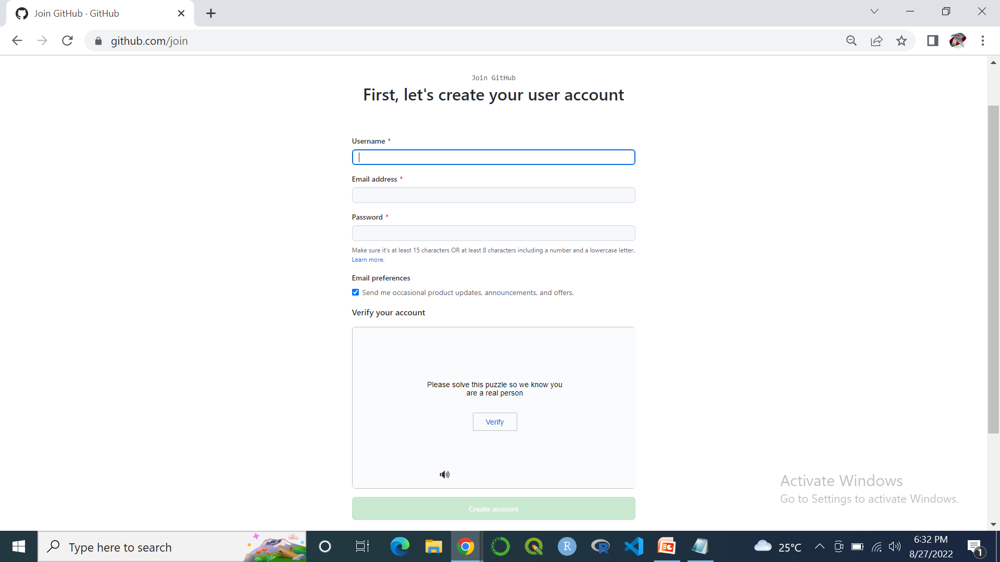 Join GitHub · GitHub
github.com/join
Join GitHub
First, let's create your user account
Username *
Email address *
Password *
Make sure it's at least 15 characters OR at least 8 characters including a number and a lowercase letter.
Learn more.
Email preferences
Send me occasional product updates, announcements, and offers.
Verify your account
Please solve this puzzle so we know you
are a real person
Verify
Create account
Activate Windows
Go to Settings to activate Windows.
Type here to search
R
R
25°C
6:32 PM
8/27/2022
1